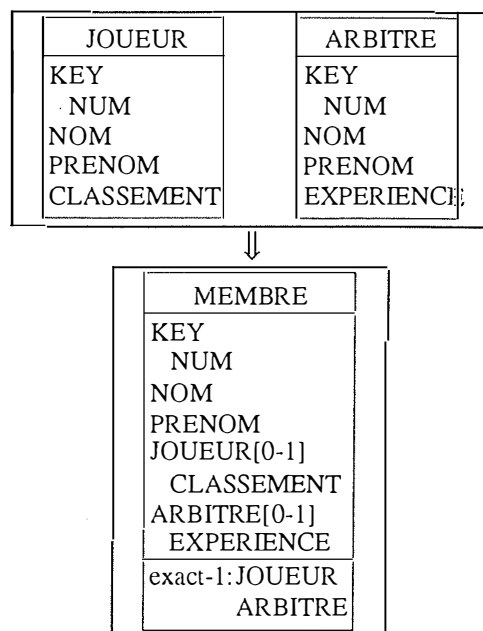 JOUEUR
KEY
NUM
NOM
PRENOM
CLASSEMENT
ARBITRE
KEY
NUM
NOM
PRENOM
EXPERIENCE
⇓
MEMBRE
KEY
NUM
NOM
PRENOM
JOUEUR[0-1]
CLASSEMENT
ARBITRE[0-1]
EXPERIENCE
exact-1:JOUEUR
ARBITRE